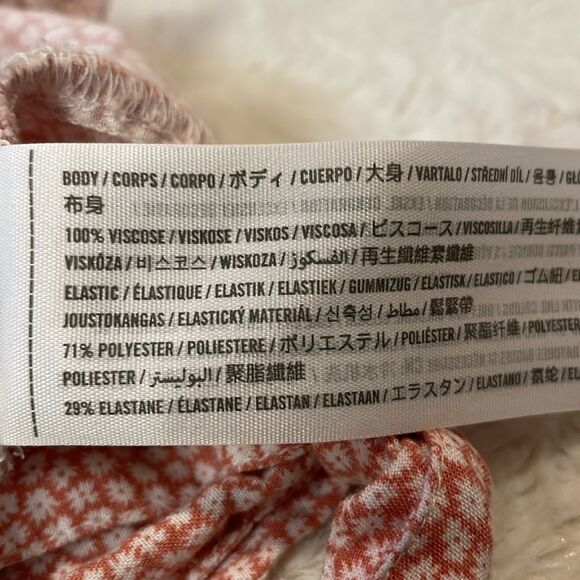 BODY / CORPS / CORPO / ボディ / CUERPO / 大身 / VARTALO / STŘEDNÍ DÍL / 몸통 /
布身
100% VISCOSE / VISKOSE / VISKOS / VISCOSA / ビスコース / VISCOSILLA / 再生纤维
VISKÓZA / 비스코스 / WISKOZA / الفسكوز / 再生纖維素纖維
ELASTIC / ÉLASTIQUE / ELASTIK / ELASTIEK / GUMMIZUG / ELASTISK / ELASTICO / ゴム紐 /
JOUSTOKANGAS / ELASTICKÝ MATERIÁL / 신축성 / مطاط / 鬆緊帶
71% POLYESTER / POLIESTERE / ポリエステル / POLIÉSTER / 聚酯纤维 / POLYESTER
POLIESTER / البوليستر / 聚脂纖維
29% ELASTANE / ÉLASTANE / ELASTAN / ELASTAAN / エラスタン / ELASTANO / 氨蛇 /